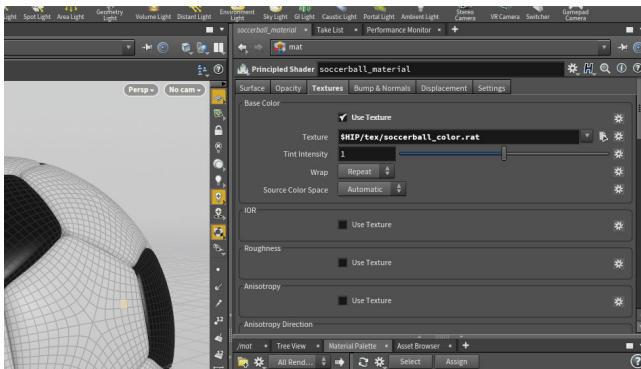 ight Spot Light Area Light Geometry Light Volume Light Distant Light Environment Light Sky Light GI Light Caustic Light Portal Light Ambient Light Stereo Camera VR Camera Switcher Gamepad Camera
soccerball_material × Take List × Performance Monitor × +
mat
Principled Shader soccerball_material
Persp No cam
Surface Opacity Textures Bump & Normals Displacement Settings
Base Color
Use Texture
Texture $HIP/tex/soccerball_color.rat
Tint Intensity 1
Wrap Repeat
Source Color Space Automatic
IOR
Use Texture
Roughness
Use Texture
Anisotropy
Use Texture
Anisotropy Direction
/mat × Tree View × Material Palette × Asset Browser × +
All Rend... Select Assign